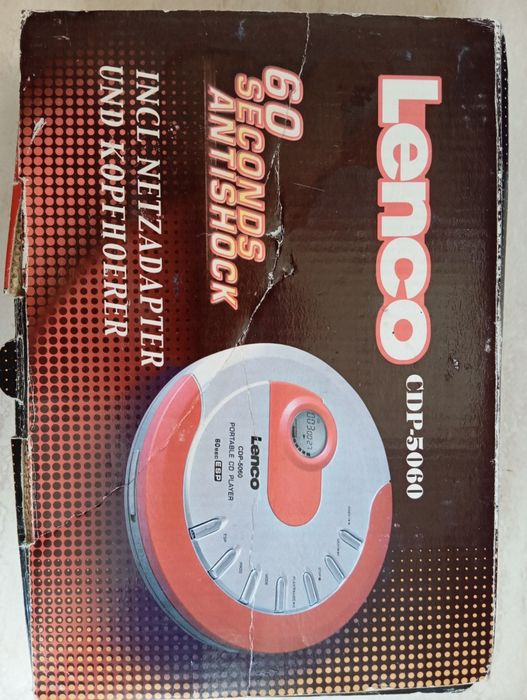 Lenco CDP-5060
60
SECONDS
ANTISHOCK
INCL. NETZADAPTER
UND KOPFHOERER
Lenco
CDP-5060
PORTABLE CD PLAYER
60SEC ESP